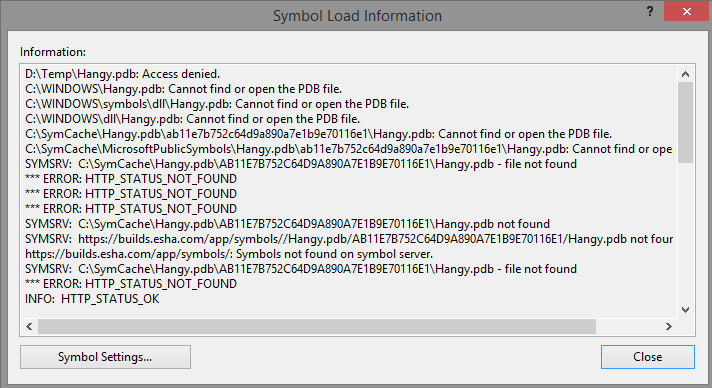 Symbol Load Information
?
Information:
D:\Temp\Hangy.pdb: Access denied.
C:\WINDOWS\Hangy.pdb: Cannot find or open the PDB file.
C:\WINDOWS\symbols\dll\Hangy.pdb: Cannot find or open the PDB file.
C:\WINDOWS\dll\Hangy.pdb: Cannot find or open the PDB file.
C:\SymCache\Hangy.pdb\ab11e7b752c64d9a890a7e1b9e70116e1\Hangy.pdb: Cannot find or open the PDB file.
C:\SymCache\MicrosoftPublicSymbols\Hangy.pdb\ab11e7b752c64d9a890a7e1b9e70116e1\Hangy.pdb: Cannot find or ope
SYMSRV:  C:\SymCache\Hangy.pdb\AB11E7B752C64D9A890A7E1B9E70116E1\Hangy.pdb - file not found
*** ERROR: HTTP_STATUS_NOT_FOUND
*** ERROR: HTTP_STATUS_NOT_FOUND
*** ERROR: HTTP_STATUS_NOT_FOUND
SYMSRV:  C:\SymCache\Hangy.pdb\AB11E7B752C64D9A890A7E1B9E70116E1\Hangy.pdb not found
SYMSRV:  https://builds.esha.com/app/symbols//Hangy.pdb/AB11E7B752C64D9A890A7E1B9E70116E1/Hangy.pdb not four
https://builds.esha.com/app/symbols/: Symbols not found on symbol server.
SYMSRV:  C:\SymCache\Hangy.pdb\AB11E7B752C64D9A890A7E1B9E70116E1\Hangy.pdb - file not found
*** ERROR: HTTP_STATUS_NOT_FOUND
INFO:  HTTP_STATUS_OK
Symbol Settings...
Close